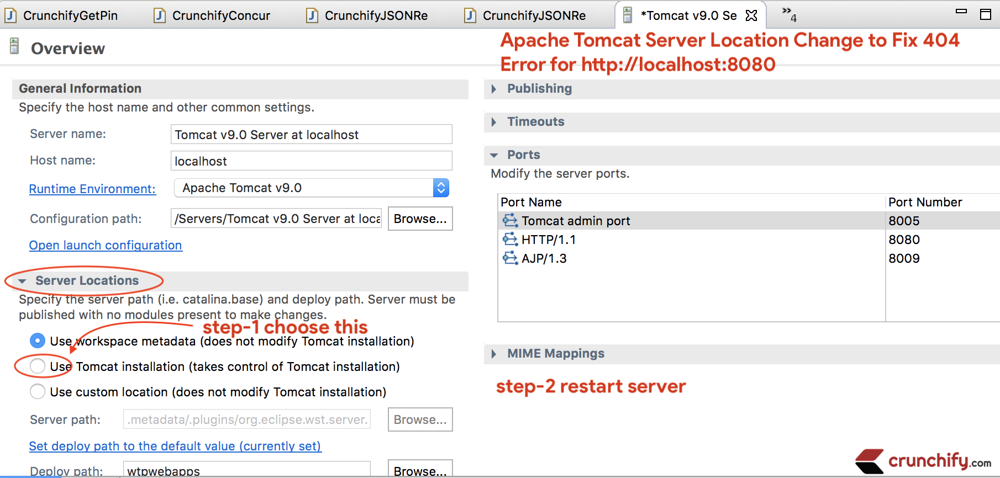 CrunchifyGetPin
CrunchifyConcur
CrunchifyJSONRe
CrunchifyJSONRe
*Tomcat v9.0 Se
»4
Overview
Apache Tomcat Server Location Change to Fix 404
Error for http://localhost:8080
General Information
Specify the host name and other common settings.
Server name:
Tomcat v9.0 Server at localhost
Host name:
localhost
Runtime Environment:
Apache Tomcat v9.0
Configuration path:
/Servers/Tomcat v9.0 Server at loca
Browse...
Open launch configuration
Server Locations
Specify the server path (i.e. catalina.base) and deploy path. Server must be
published with no modules present to make changes.
step-1 choose this
Use workspace metadata (does not modify Tomcat installation)
Use Tomcat installation (takes control of Tomcat installation)
Use custom location (does not modify Tomcat installation)
Server path:
.metadata/.plugins/org.eclipse.wst.server.
Browse...
Set deploy path to the default value (currently set)
Deploy path:
wtpwebapps
Browse...
Publishing
Timeouts
Ports
Modify the server ports.
Port Name
Port Number
Tomcat admin port
8005
HTTP/1.1
8080
AJP/1.3
8009
MIME Mappings
step-2 restart server
crunchify.com